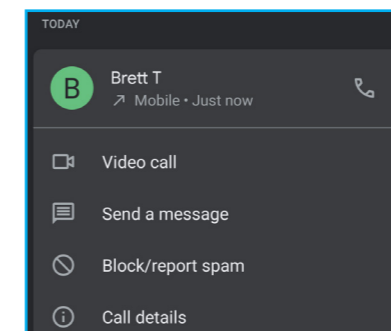 TODAY
B
Brett T
Mobile • Just now
Video call
Send a message
Block/report spam
Call details